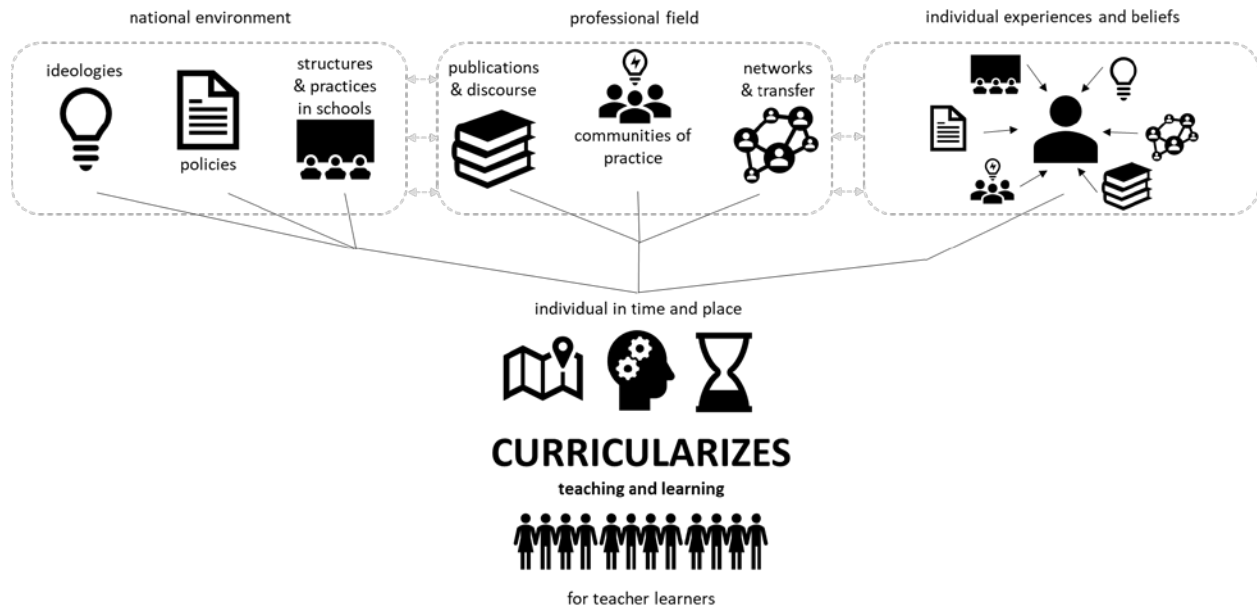 national environment
professional field
individual experiences and beliefs
ideologies
policies
structures
& practices
in schools
publications
& discourse
communities of
practice
networks
& transfer
individual in time and place
CURRICULARIZES
teaching and learning
for teacher learners